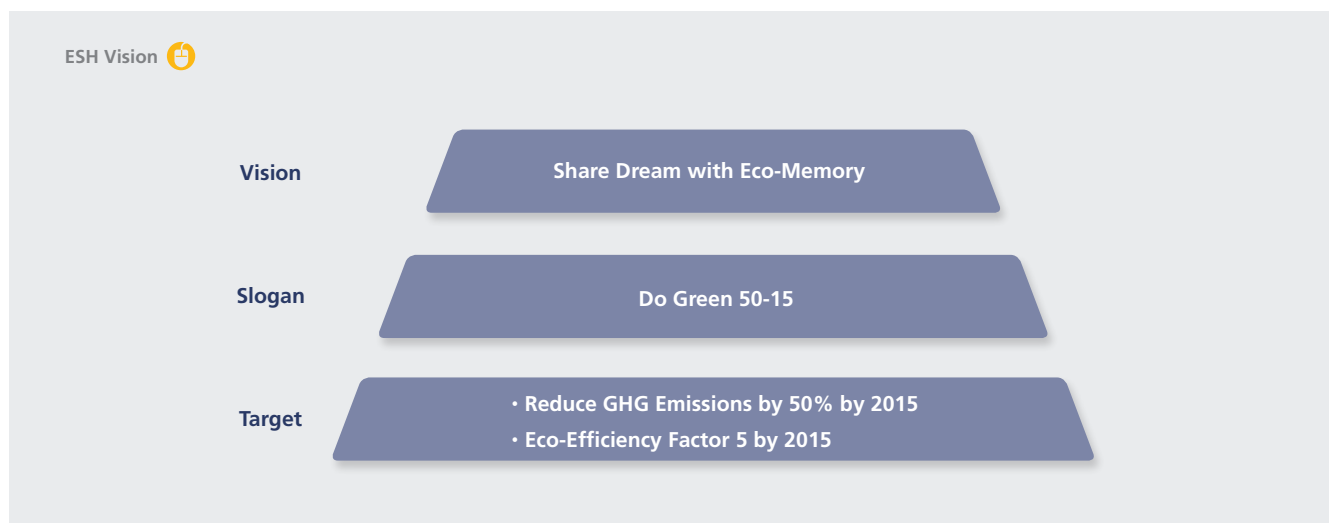 ESH Vision
Vision
Share Dream with Eco-Memory
Slogan
Do Green 50-15
Target
· Reduce GHG Emissions by 50% by 2015
· Eco-Efficiency Factor 5 by 2015